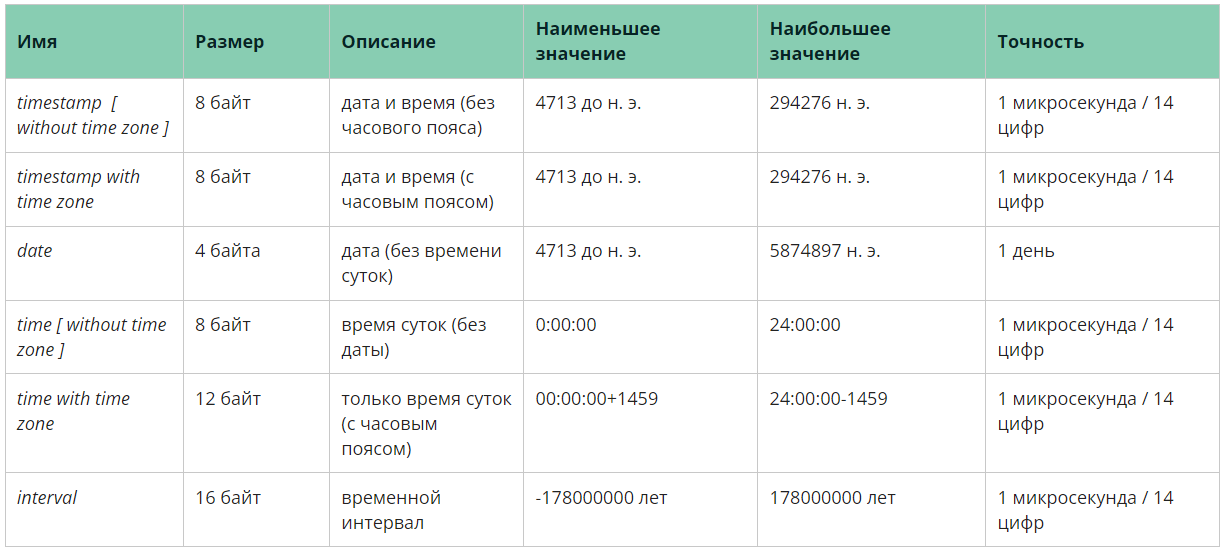 Имя
Размер
Описание
Наименьшее
значение
Наибольшее
значение
Точность
timestamp [
without time zone ]
8 байт
дата и время (без
часового пояса)
4713 до н. э.
294276 н. э.
1 микросекунда / 14
цифр
timestamp with
time zone
8 байт
дата и время (с
часовым поясом)
4713 до н. э.
294276 н. э.
1 микросекунда / 14
цифр
date
4 байта
дата (без времени
суток)
4713 до н. э.
5874897 н. э.
1 день
time [ without time
zone ]
8 байт
время суток (без
даты)
0:00:00
24:00:00
1 микросекунда / 14
цифр
time with time
zone
12 байт
только время суток
(с часовым
поясом)
00:00:00+1459
24:00:00-1459
1 микросекунда / 14
цифр
interval
16 байт
временной
интервал
-178000000 лет
178000000 лет
1 микросекунда / 14
цифр